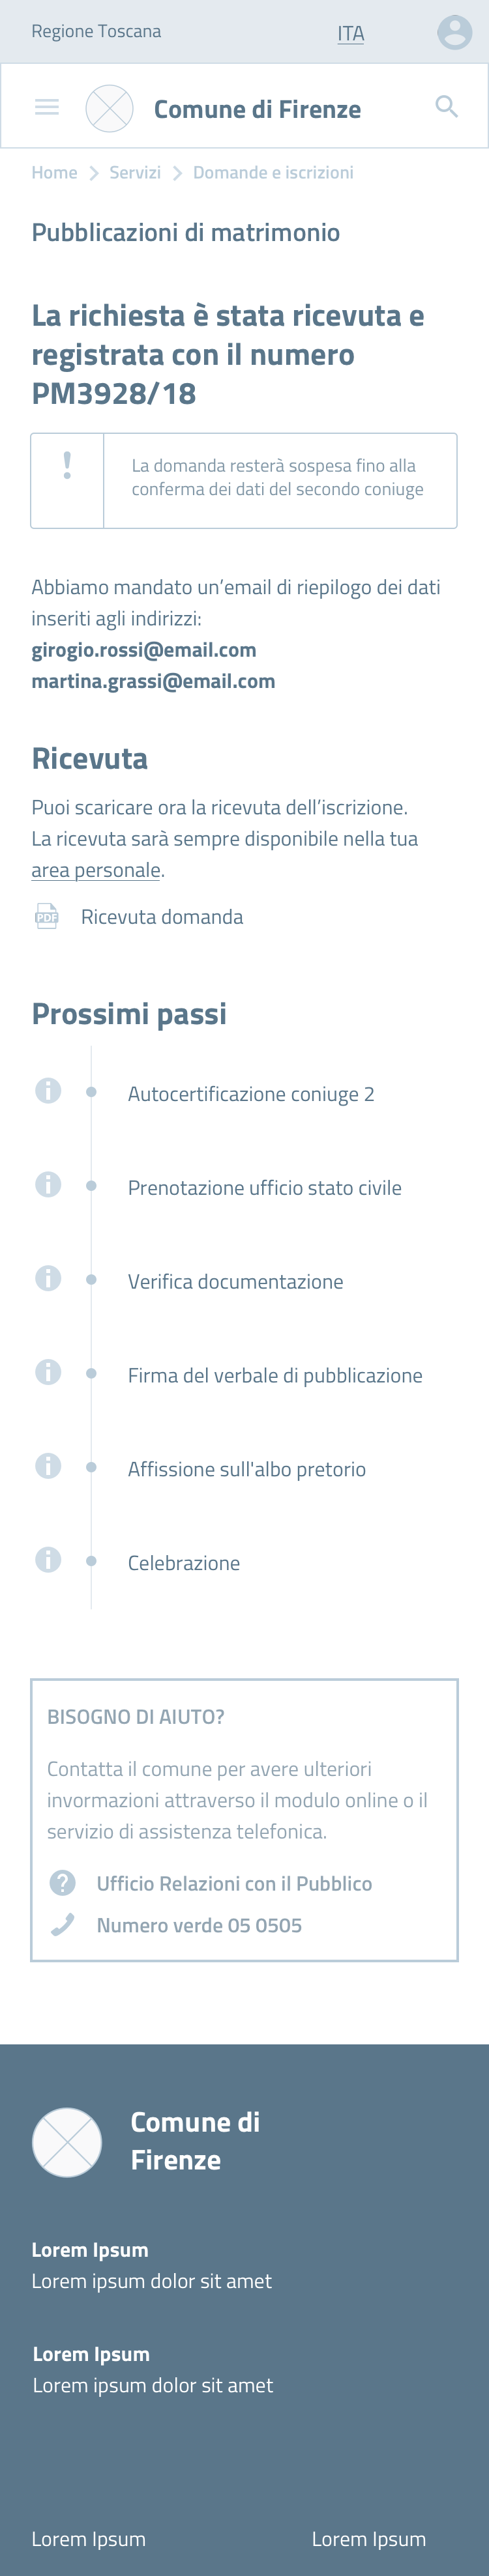 Regione Toscana
ITA
Comune di Firenze
Home Servizi Domande e iscrizioni
Pubblicazioni di matrimonio
La richiesta è stata ricevuta e
registrata con il numero
PM3928/18
!
La domanda resterà sospesa fino alla
conferma dei dati del secondo coniuge
Abbiamo mandato un’email di riepilogo dei dati
inseriti agli indirizzi:
girogio.rossi@email.com
martina.grassi@email.com
Ricevuta
Puoi scaricare ora la ricevuta dell’iscrizione.
La ricevuta sarà sempre disponibile nella tua
area personale.
PDF
Ricevuta domanda
Prossimi passi
Autocertificazione coniuge 2
Prenotazione ufficio stato civile
Verifica documentazione
Firma del verbale di pubblicazione
Affissione sull'albo pretorio
Celebrazione
BISOGNO DI AIUTO?
Contatta il comune per avere ulteriori
invormazioni attraverso il modulo online o il
servizio di assistenza telefonica.
Ufficio Relazioni con il Pubblico
Numero verde 05 0505
Comune di
Firenze
Lorem Ipsum
Lorem ipsum dolor sit amet
Lorem Ipsum
Lorem ipsum dolor sit amet
Lorem Ipsum
Lorem Ipsum